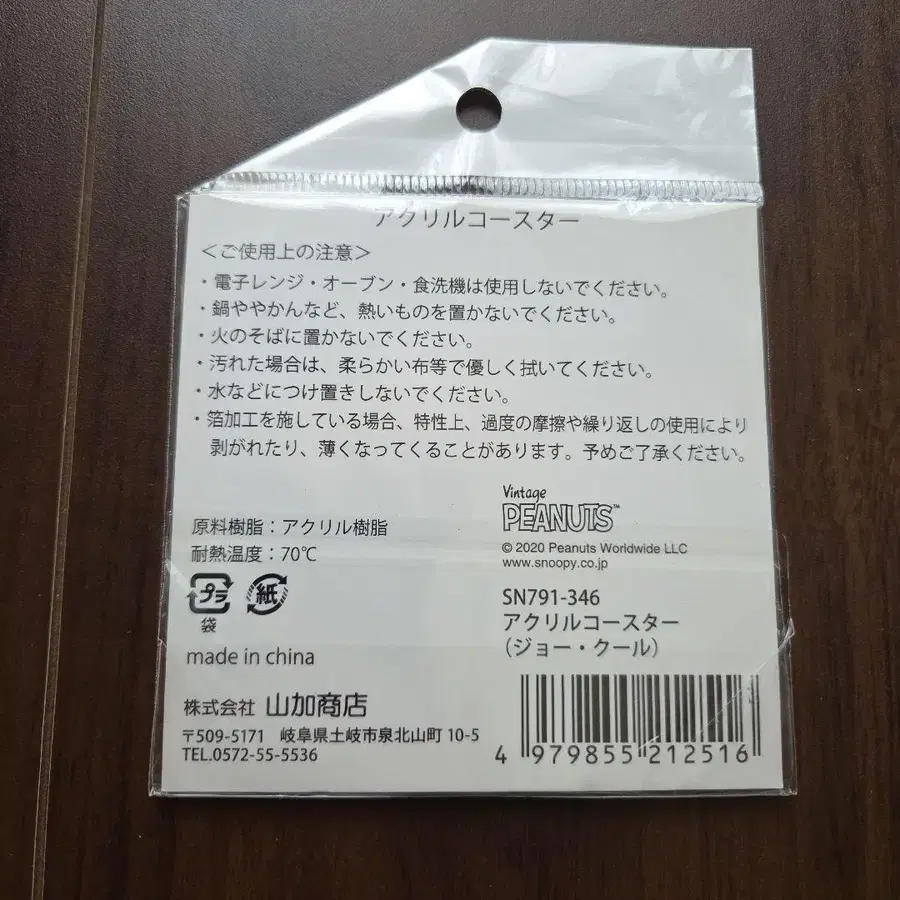 アクリルコースター
＜ご使用上の注意＞
・電子レンジ・オーブン・食洗機は使用しないでください。
・鍋ややかんなど、熱いものを置かないでください。
・火のそばに置かないでください。
・汚れた場合は、柔らかい布等で優しく拭いてください。
・水などにつけ置きしないでください。
・箔加工を施している場合、特性上、過度の摩擦や繰り返しの使用により
剥がれたり、薄くなってくることがあります。予めご了承ください。
原料樹脂：アクリル樹脂
耐熱温度：70℃
プラ
紙
袋
made in china
株式会社 山加商店
〒509-5171 岐阜県土岐市泉北山町 10-5
TEL.0572-55-5536
Vintage
PEANUTS™
© 2020 Peanuts Worldwide LLC
www.snoopy.co.jp
SN791-346
アクリルコースター
（ジョー・クール）
4 979855 212516